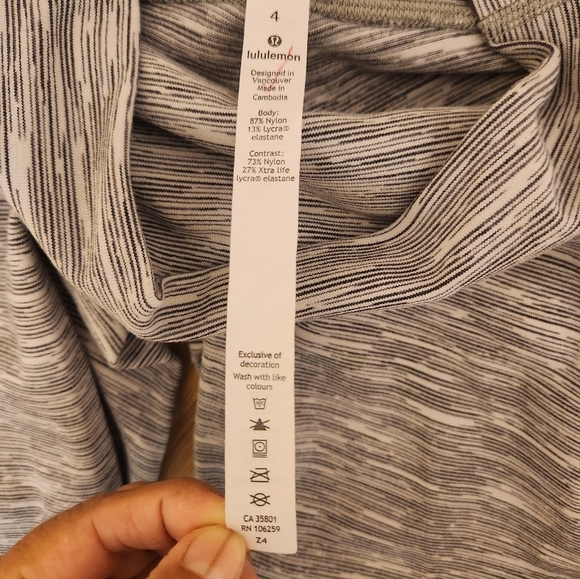 4
lululemon
Designed in
Vancouver
Made in
Cambodia
Body:
87% Nylon
13% Lycra®
elastane
Contrast:
73% Nylon
27% Xtra life
lycra® elastane
Exclusive of
decoration
Wash with like
colours
CA 35801
RN 106259
Z4